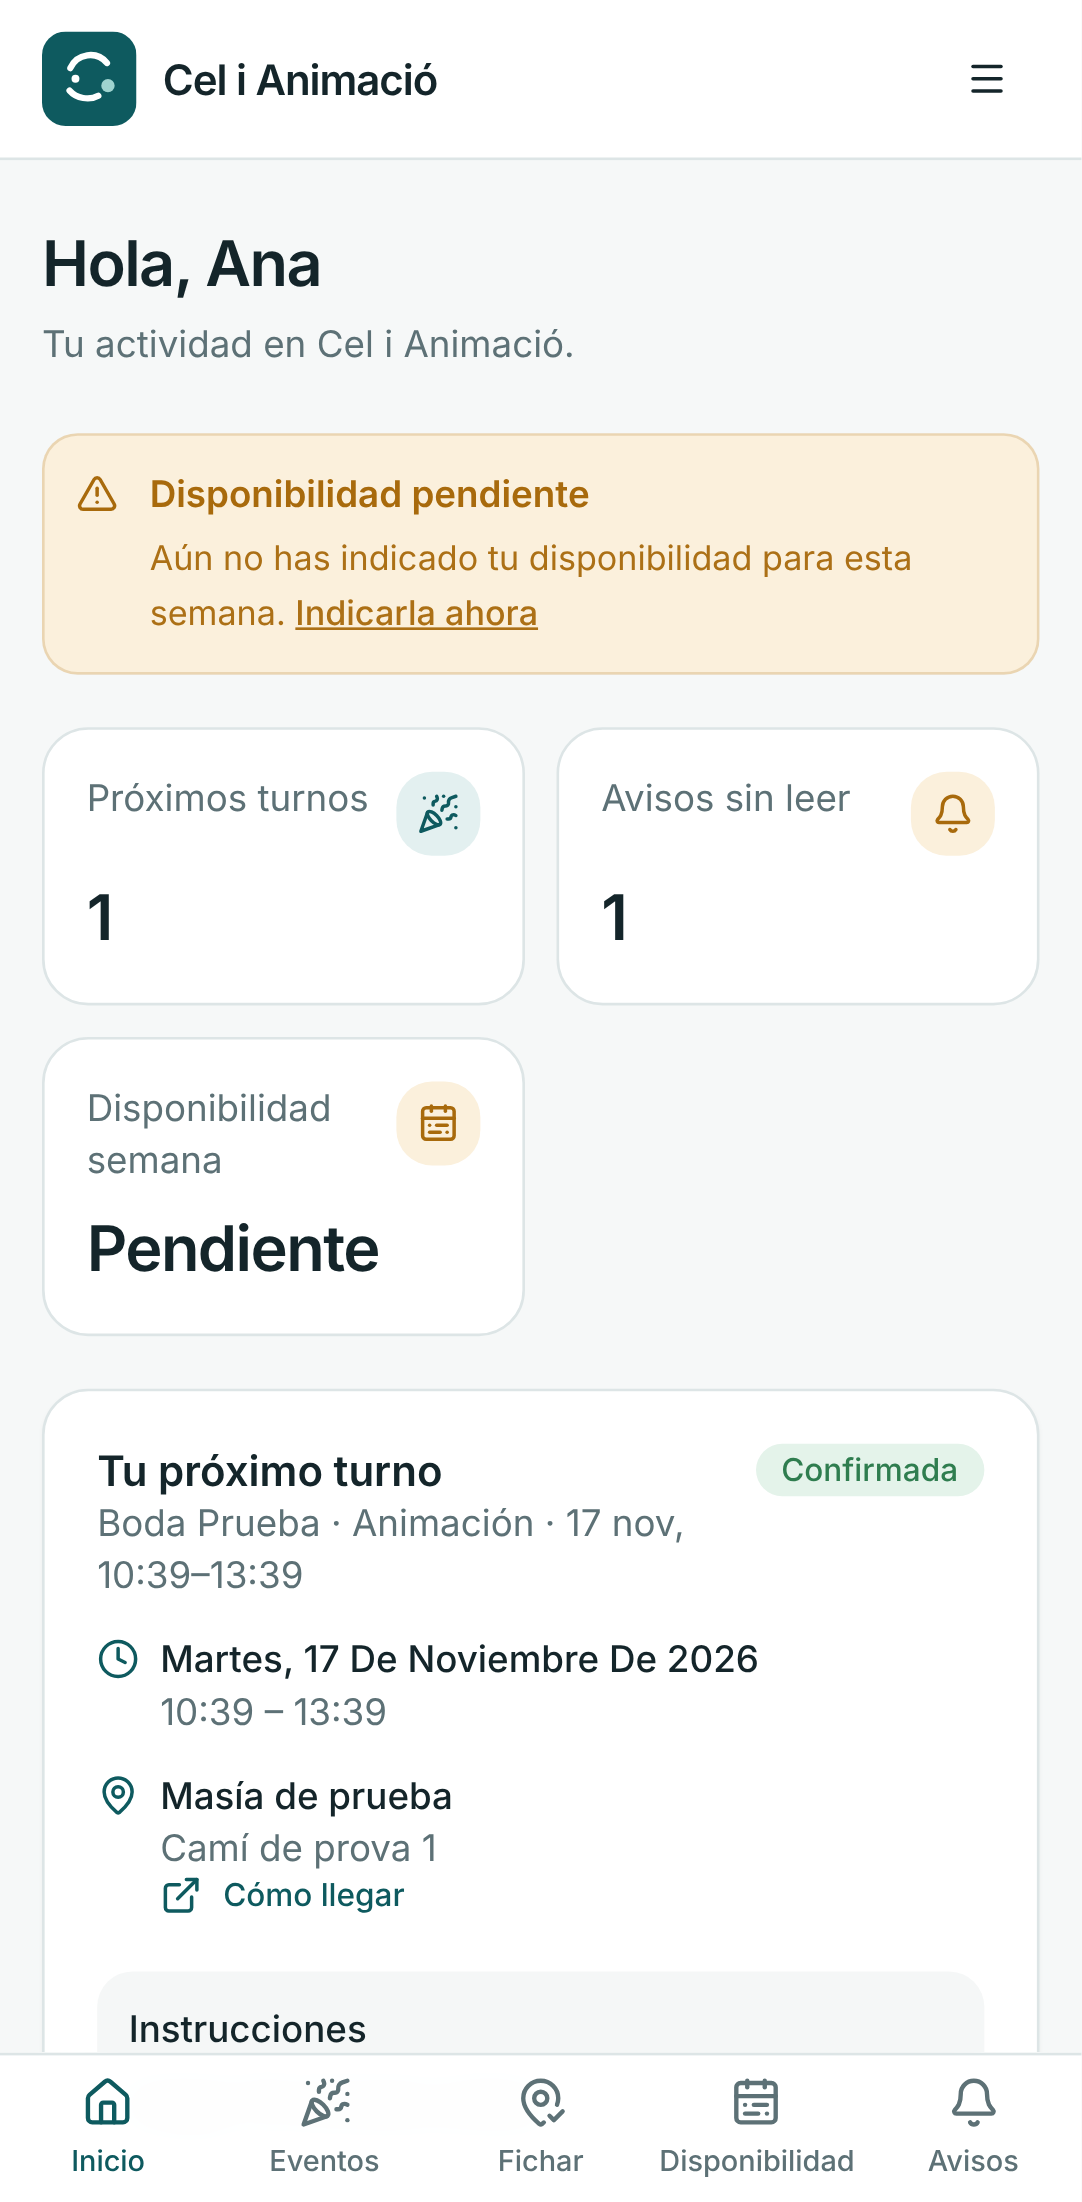 Cel i Animació
Hola, Ana
Tu actividad en Cel i Animació.
Disponibilidad pendiente
Aún no has indicado tu disponibilidad para esta
semana. Indicarla ahora
Próximos turnos
1
Avisos sin leer
1
Disponibilidad
semana
Pendiente
Tu próximo turno
Confirmada
Boda Prueba · Animación · 17 nov,
10:39–13:39
Martes, 17 De Noviembre De 2026
10:39 – 13:39
Masía de prueba
Camí de prova 1
Cómo llegar
Instrucciones
Inicio
Eventos
Fichar
Disponibilidad
Avisos